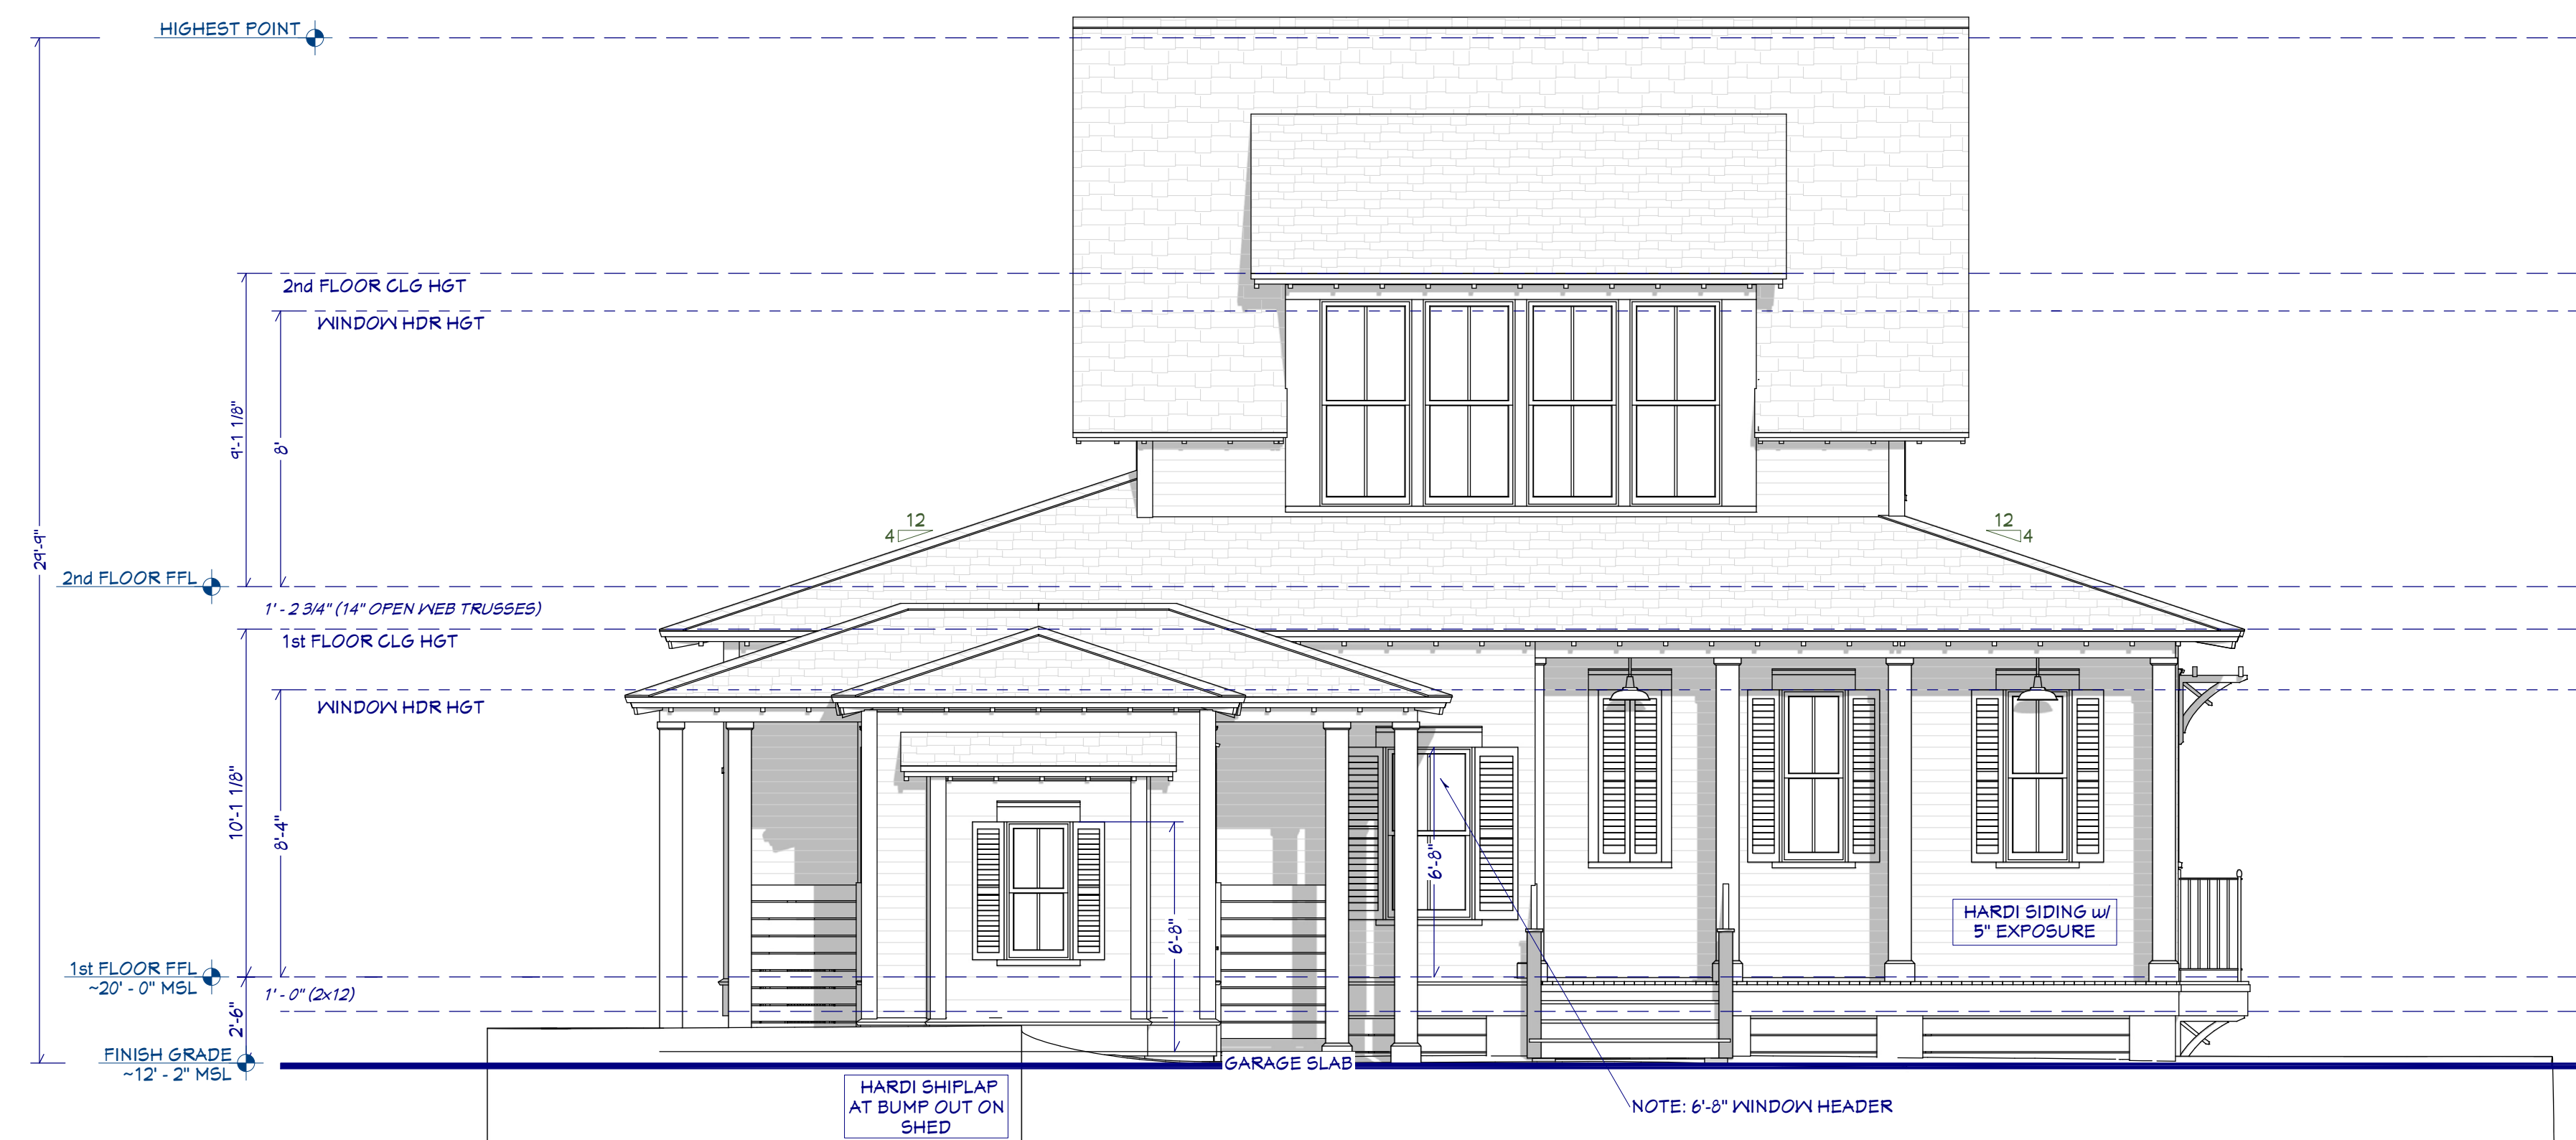 HIGHEST POINT
2nd FLOOR CLG HGT
WINDOW HDR HGT
9'-1 1/8"
8'
29'-9"
12
4
12
4
2nd FLOOR FFL
1' - 2 3/4" (14" OPEN WEB TRUSSES)
1st FLOOR CLG HGT
WINDOW HDR HGT
10'-1 1/8"
8'-4"
6'-8"
6'-8"
HARDI SIDING w/
5" EXPOSURE
1st FLOOR FFL
~20' - 0" MSL
1' - 0" (2x12)
2'-6"
FINISH GRADE
~12' - 2" MSL
GARAGE SLAB
HARDI SHIPLAP
AT BUMP OUT ON
SHED
NOTE: 6'-8" WINDOW HEADER